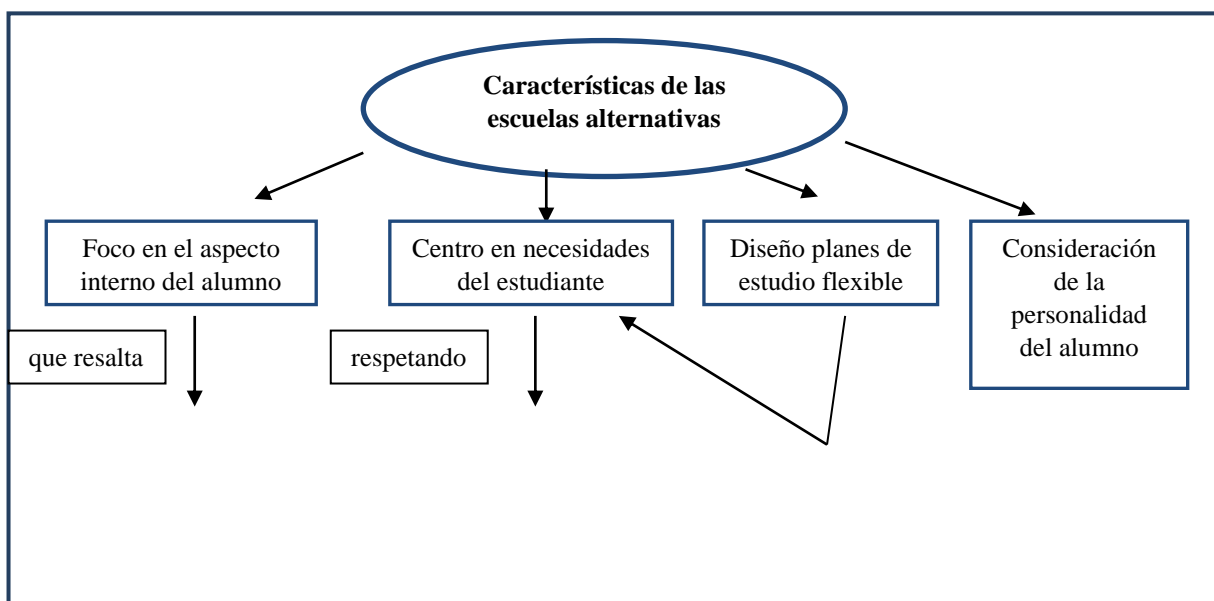 Característícas de las
escuelas alternativas
Foco en el aspecto
interno del alumno
Centro en necesidades
del estudiante
Diseño planes de
estudio flexible
Consideración
de la
personalidad
del alumno
que resalta
respetando